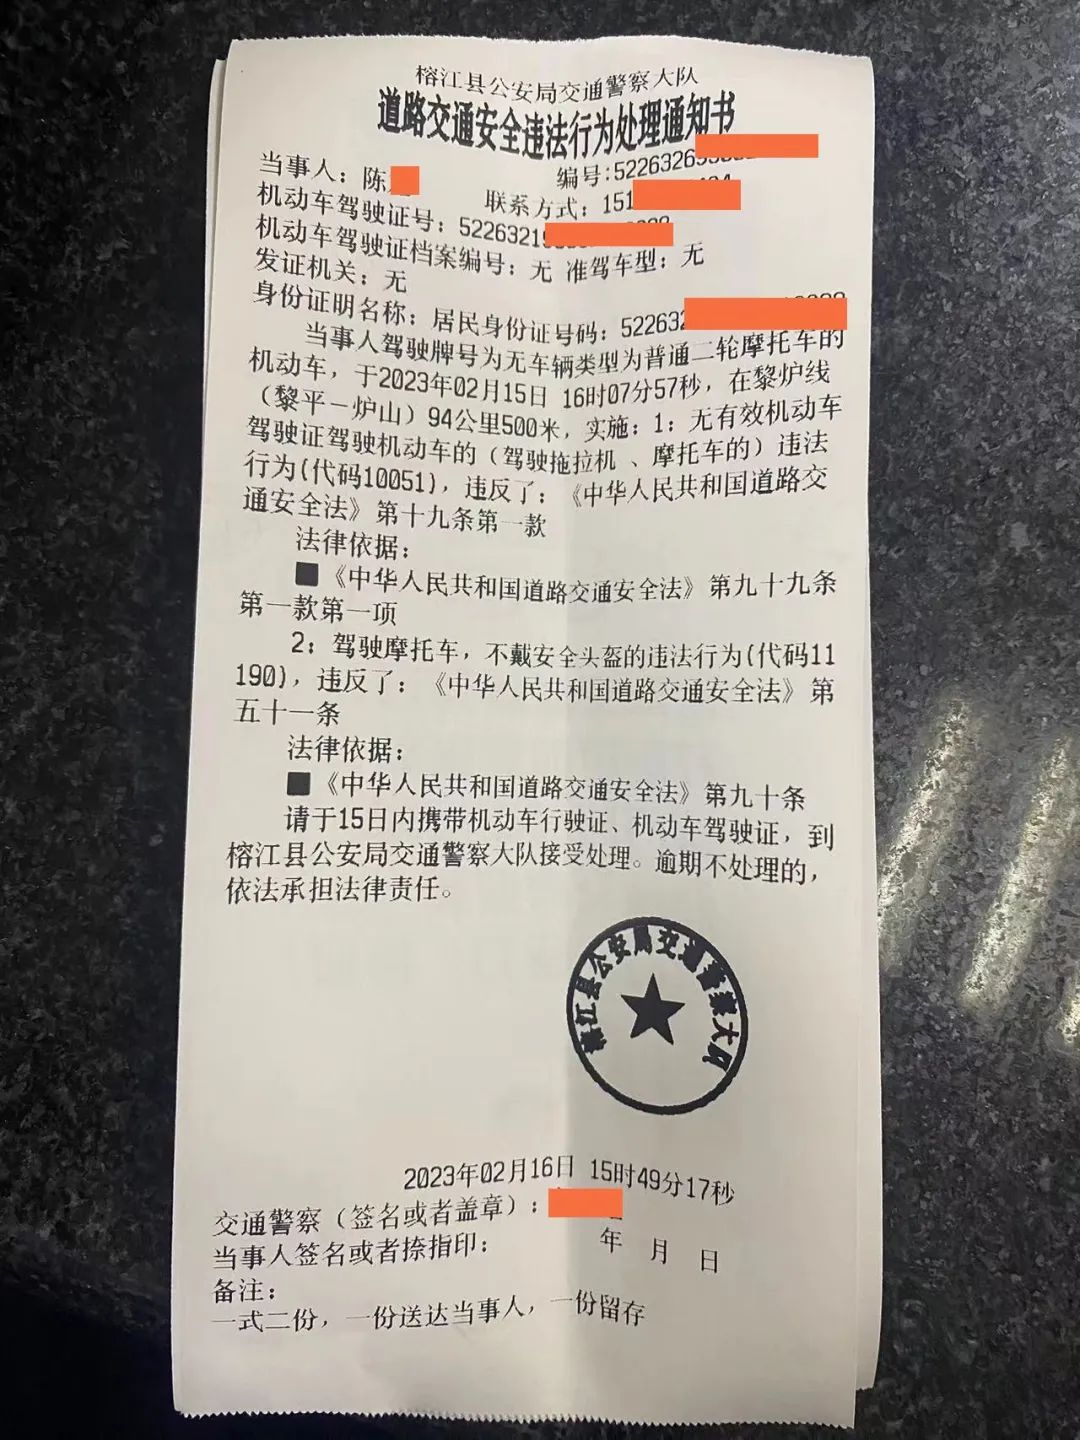 榕江县公安局交通警察大队
道路交通安全违法行为处理通知书
编号:522632695
当事人：陈
联系方式：151
机动车驾驶证号：52263219
机动车驾驶证档案编号：无 准驾车型：无
发证机关：无
身份证明名称：居民身份证号码：522632
当事人驾驶牌号为无车辆类型为普通二轮摩托车的
机动车，于2023年02月15日 16时07分57秒，在黎炉线
（黎平－炉山）94公里500米，实施：1：无有效机动车
驾驶证驾驶机动车的（驾驶拖拉机 、摩托车的）违法
行为(代码10051)，违反了：《中华人民共和国道路交
通安全法》第十九条第一款
法律依据：
■《中华人民共和国道路交通安全法》第九十九条
第一款第一项
2：驾驶摩托车，不戴安全头盔的违法行为(代码11
190)，违反了：《中华人民共和国道路交通安全法》第
五十一条
法律依据：
■《中华人民共和国道路交通安全法》第九十条
请于15日内携带机动车行驶证、机动车驾驶证，到
榕江县公安局交通警察大队接受处理。逾期不处理的，
依法承担法律责任。
榕江县公安局交通警察大队
2023年02月16日 15时49分17秒
交通警察（签名或者盖章）：
当事人签名或者捺指印： 年 月 日
备注：
一式二份，一份送达当事人，一份留存